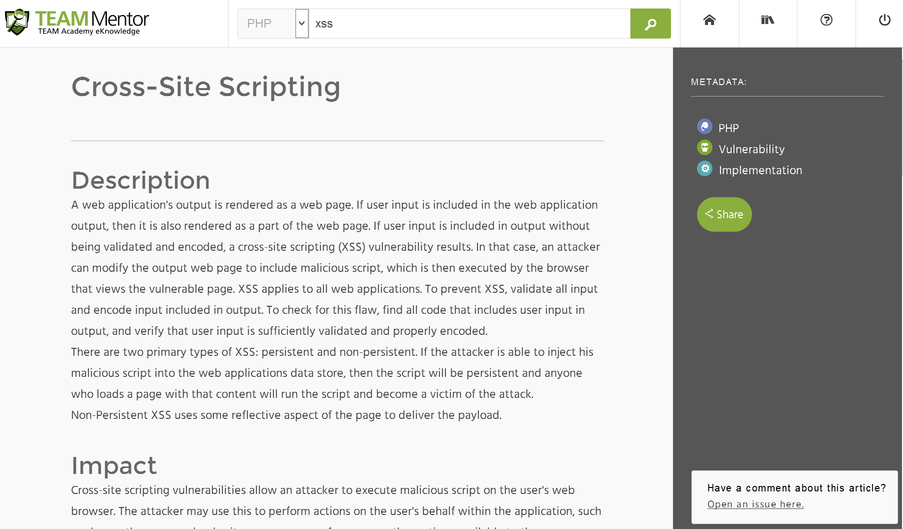 TEAM Mentor
TEAM Academy eKnowledge
PHP
xss
Cross-Site Scripting
Description
A web application's output is rendered as a web page. If user input is included in the web application
output, then it is also rendered as a part of the web page. If user input is included in output without
being validated and encoded, a cross-site scripting (XSS) vulnerability results. In that case, an attacker
can modify the output web page to include malicious script, which is then executed by the browser
that views the vulnerable page. XSS applies to all web applications. To prevent XSS, validate all input
and encode input included in output. To check for this flaw, find all code that includes user input in
output, and verify that user input is sufficiently validated and properly encoded.
There are two primary types of XSS: persistent and non-persistent. If the attacker is able to inject his
malicious script into the web applications data store, then the script will be persistent and anyone
who loads a page with that content will run the script and become a victim of the attack.
Non-Persistent XSS uses some reflective aspect of the page to deliver the payload.
Impact
Cross-site scripting vulnerabilities allow an attacker to execute malicious script on the user's web
browser. The attacker may use this to perform actions on the user's behalf within the application, such
METADATA:
PHP
Vulnerability
Implementation
Share
Have a comment about this article?
Open an issue here.